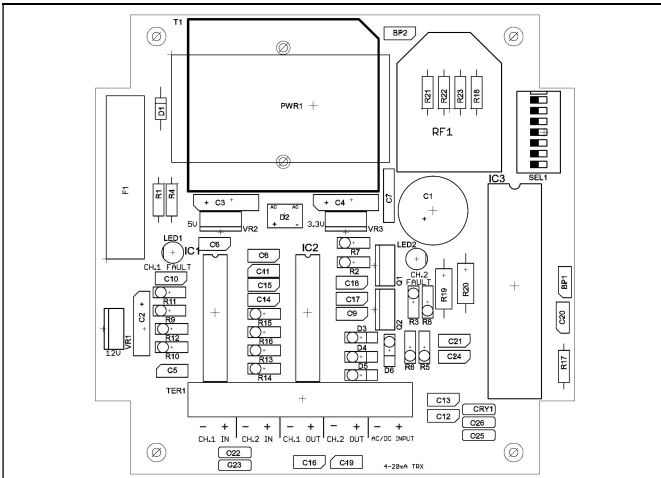 T1
BP2
PWR1
D1
F1
R1
R4
R21
R22
R23
R18
RF1
SEL1
IC3
C7
C1
+
+ C3
5V
VR2
AC AC
D2
+ -
+ C4
3.3V
VR3
LED1
CH.1 FAULT
IC1
C6
IC2
C8
C41
C15
C14
R7
R2
C18
C17
C9
Q1
Q2
LED2
CH.2 FAULT
R19
R20
BP1
C20
R17
C10
R11
R9
R12
R10
C5
C2
+
VR1
12V
R15
R16
R13
R14
D3
D4
D5
D6
R3
R8
R6
R5
C21
C24
TER1
C13
C12
CRY1
C26
C25
− + − + − + − + − +
CH.1 IN CH.2 IN CH.1 OUT CH.2 OUT AC/DC INPUT
C22
C23
C16
C49
4-20mA TRX